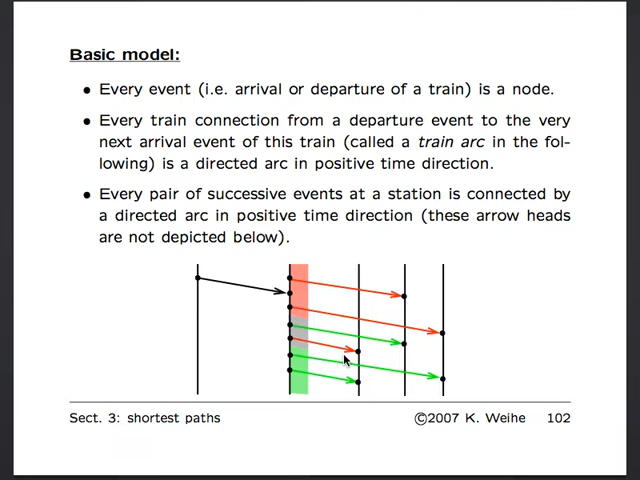 Basic model:
• Every event (i.e. arrival or departure of a train) is a node.
• Every train connection from a departure event to the very
next arrival event of this train (called a train arc in the fol-
lowing) is a directed arc in positive time direction.
• Every pair of successive events at a station is connected by
a directed arc in positive time direction (these arrow heads
are not depicted below).
Sect. 3: shortest paths ©2007 K. Weihe 102